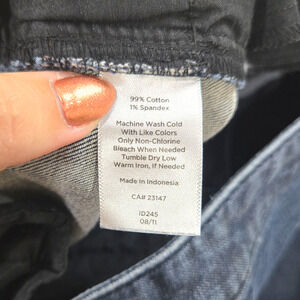 99% Cotton
1% Spandex
Machine Wash Cold
With Like Colors
Only Non-Chlorine
Bleach When Needed
Tumble Dry Low
Warm Iron, If Needed
Made In Indonesia
CA# 23147
ID245
08/11